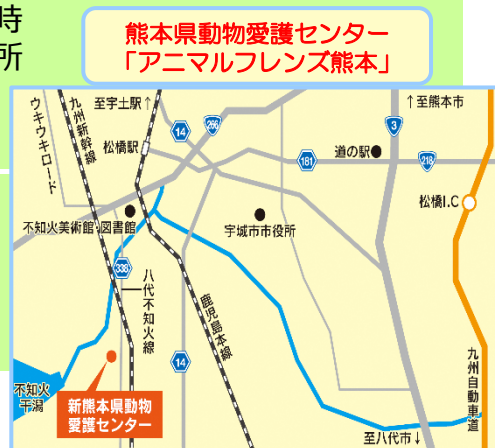 時
所
熊本県動物愛護センター
「アニマルフレンズ熊本」
ウキウキロード
九州新幹線
至宇土駅↑
14
266
3
↑至熊本市
松橋駅
181
道の駅
218
松橋I.C
不知火美術館・図書館
宇城市市役所
338
八代不知火線
鹿児島本線
14
不知火
干潟
新熊本県動物
愛護センター
九州自動車道
至八代市↓